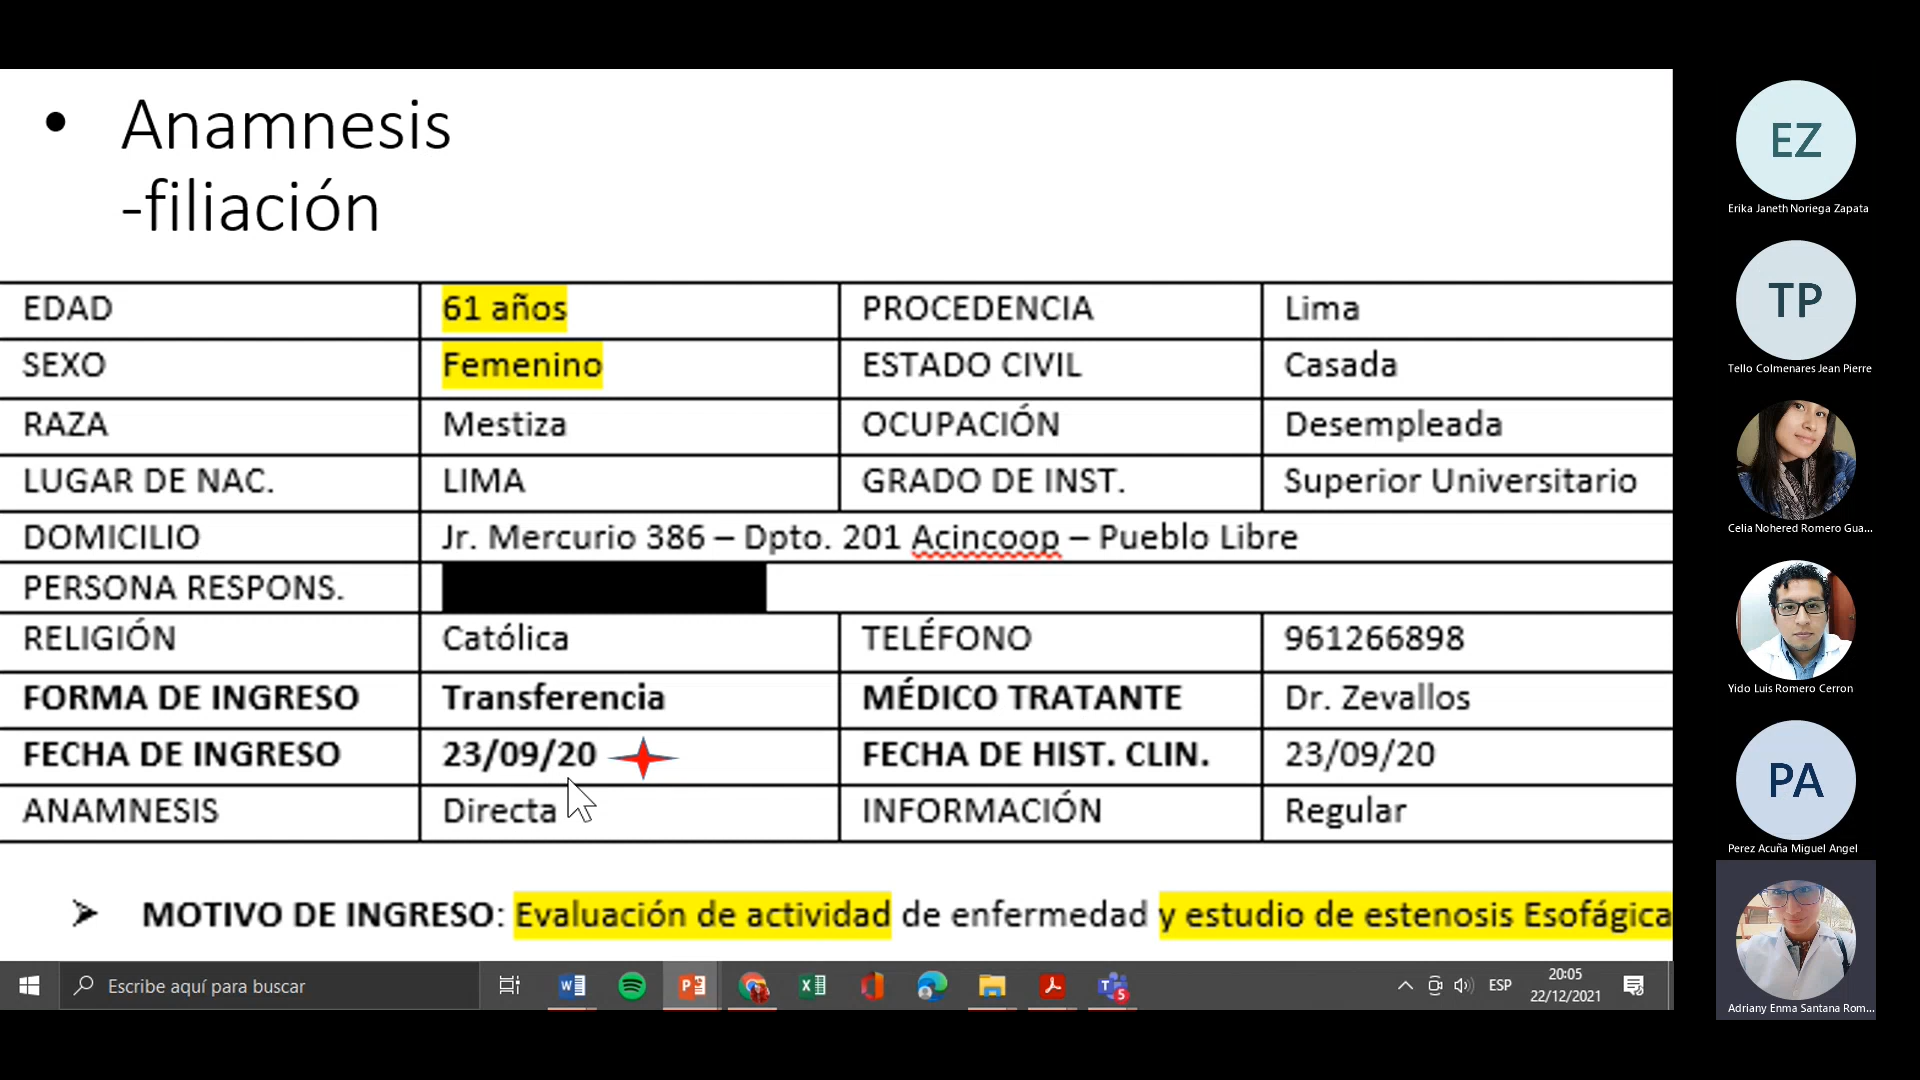 Anamnesis
-filiación
EDAD 61 años PROCEDENCIA Lima
SEXO Femenino ESTADO CIVIL Casada
RAZA Mestiza OCUPACIÓN Desempleada
LUGAR DE NAC. LIMA GRADO DE INST. Superior Universitario
DOMICILIO Jr. Mercurio 386 – Dpto. 201 Acincoop – Pueblo Libre
PERSONA RESPONS.
RELIGIÓN Católica TELÉFONO 961266898
FORMA DE INGRESO Transferencia MÉDICO TRATANTE Dr. Zevallos
FECHA DE INGRESO 23/09/20 FECHA DE HIST. CLIN. 23/09/20
ANAMNESIS Directa INFORMACIÓN Regular
MOTIVO DE INGRESO: Evaluación de actividad de enfermedad y estudio de estenosis Esofágica
Escribe aquí para buscar
ESP
20:05
22/12/2021
5
EZ
Erika Janeth Noriega Zapata
TP
Tello Colmenares Jean Pierre
Celia Nohered Romero Gua...
Yido Luis Romero Cerron
PA
Perez Acuña Miguel Angel
Adriany Enma Santana Rom...